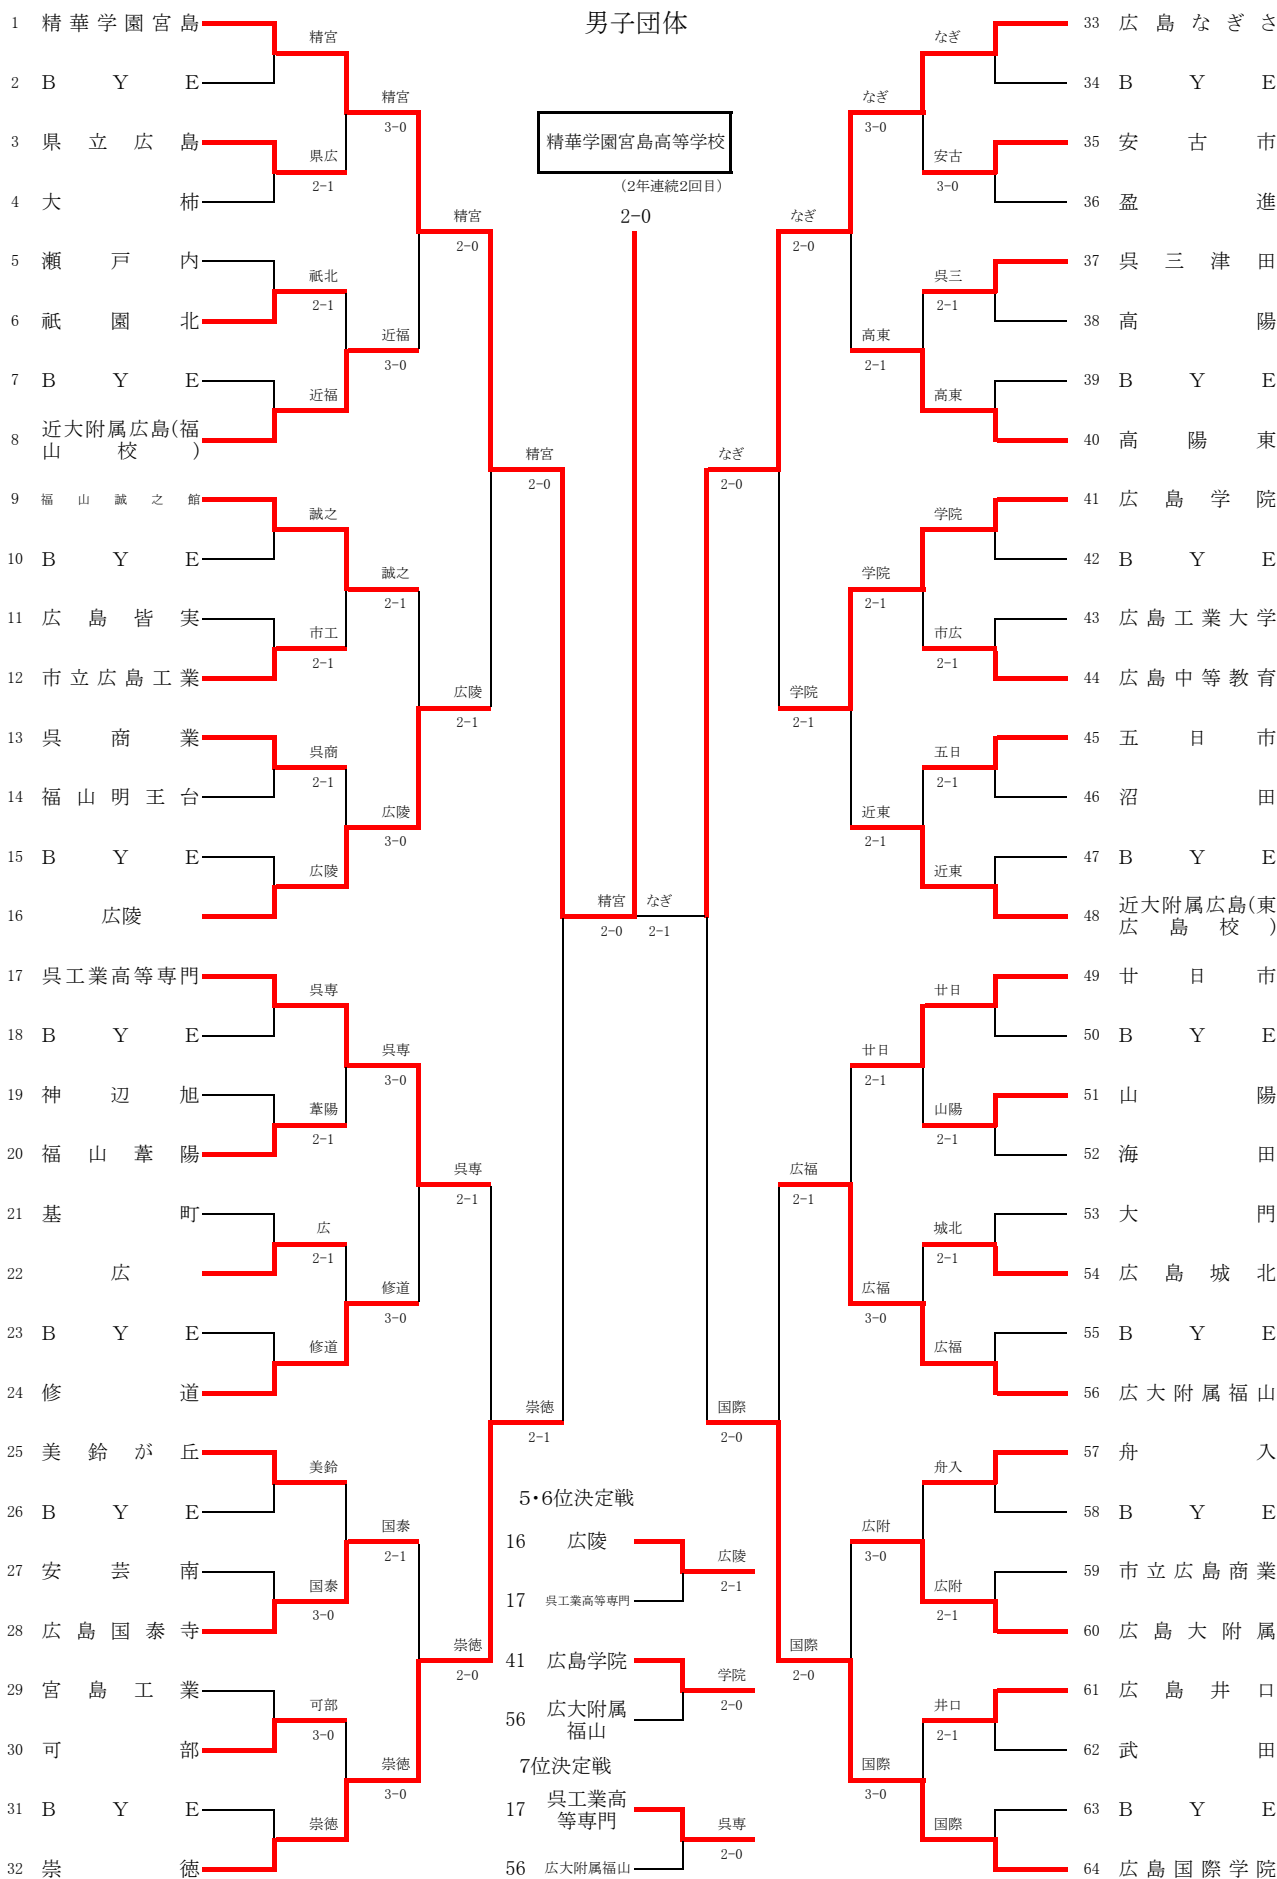 男子団体
精華学園宮島高等学校
（2年連続2回目）
2-0
1 精華学園宮島
2 BYE
3 県立広島
4 大柿
5 瀬戸内
6 祇園北
7 BYE
8 近大附属広島(福
山校)
9 福山誠之館
10 BYE
11 広島皆実
12 市立広島工業
13 呉商業
14 福山明王台
15 BYE
16 広陵
17 呉工業高等専門
18 BYE
19 神辺旭
20 福山葦陽
21 基町
22 広
23 BYE
24 修道
25 美鈴が丘
26 BYE
27 安芸南
28 広島国泰寺
29 宮島工業
30 可部
31 BYE
32 崇徳
精宮
県広
2-1
祇北
2-1
近福
誠之
市工
2-1
呉商
2-1
広陵
呉専
葦陽
2-1
広
2-1
修道
美鈴
国泰
3-0
可部
3-0
崇徳
精宮
3-0
近福
3-0
誠之
2-1
広陵
3-0
呉専
3-0
修道
3-0
国泰
2-1
崇徳
3-0
精宮
2-0
広陵
2-1
呉専
2-1
崇徳
2-0
精宮
2-0
崇徳
2-1
精宮
2-0
なぎ
2-1
なぎ
2-0
国際
2-0
なぎ
2-0
学院
2-1
広福
2-1
国際
2-0
なぎ
3-0
高東
2-1
学院
2-1
近東
2-1
廿日
2-1
広福
3-0
広附
3-0
国際
3-0
なぎ
安古
3-0
呉三
2-1
高東
学院
市広
2-1
五日
2-1
近東
廿日
山陽
2-1
城北
2-1
広福
舟入
広附
2-1
井口
2-1
国際
33 広島なぎさ
34 BYE
35 安古市
36 盈進
37 呉三津田
38 高陽
39 BYE
40 高陽東
41 広島学院
42 BYE
43 広島工業大学
44 広島中等教育
45 五日市
46 沼田
47 BYE
48 近大附属広島(東
広島校)
49 廿日市
50 BYE
51 山陽
52 海田
53 大門
54 広島城北
55 BYE
56 広大附属福山
57 舟入
58 BYE
59 市立広島商業
60 広島大附属
61 広島井口
62 武田
63 BYE
64 広島国際学院
5・6位決定戦
16 広陵
17 呉工業高等専門
広陵
2-1
41 広島学院
56 広大附属
福山
学院
2-0
7位決定戦
17 呉工業高
等専門
56 広大附属福山
呉専
2-0